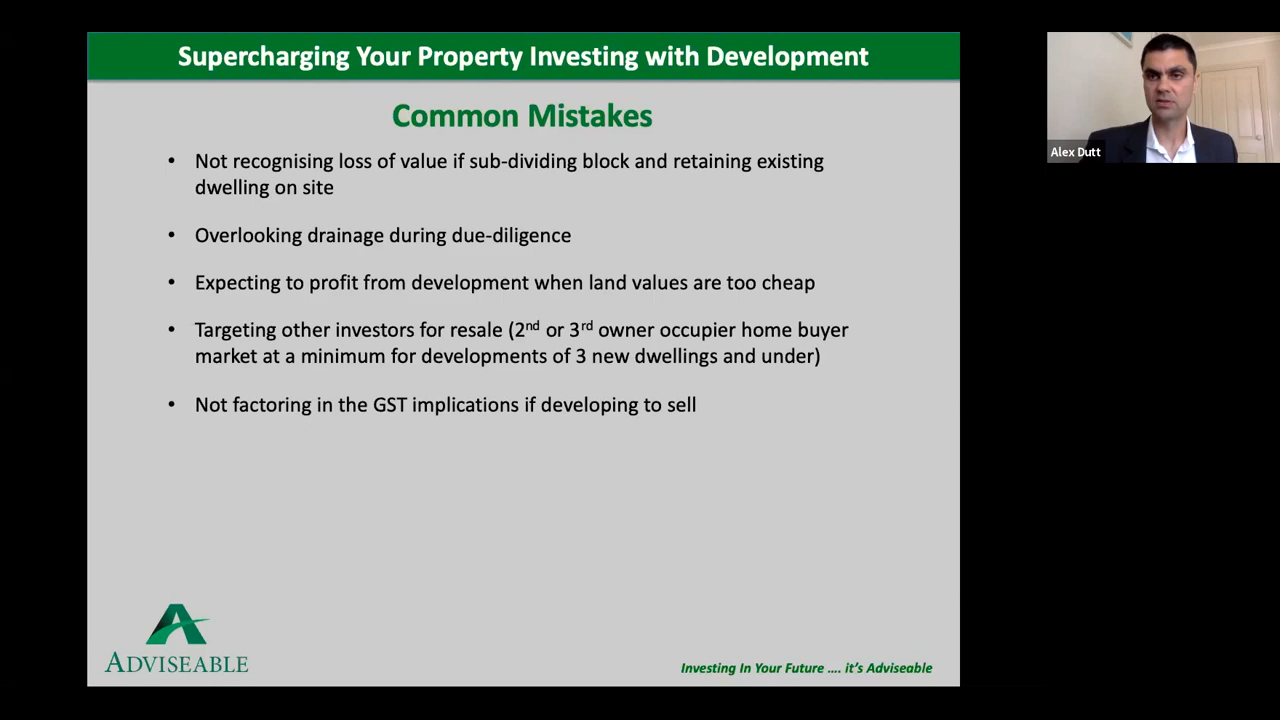 Supercharging Your Property Investing with Development
Common Mistakes
• Not recognising loss of value if sub-dividing block and retaining existing
dwelling on site
• Overlooking drainage during due-diligence
• Expecting to profit from development when land values are too cheap
• Targeting other investors for resale (2nd or 3rd owner occupier home buyer
market at a minimum for developments of 3 new dwellings and under)
• Not factoring in the GST implications if developing to sell
ADVISEABLE
Investing In Your Future .... it's Adviseable
Alex Dutt